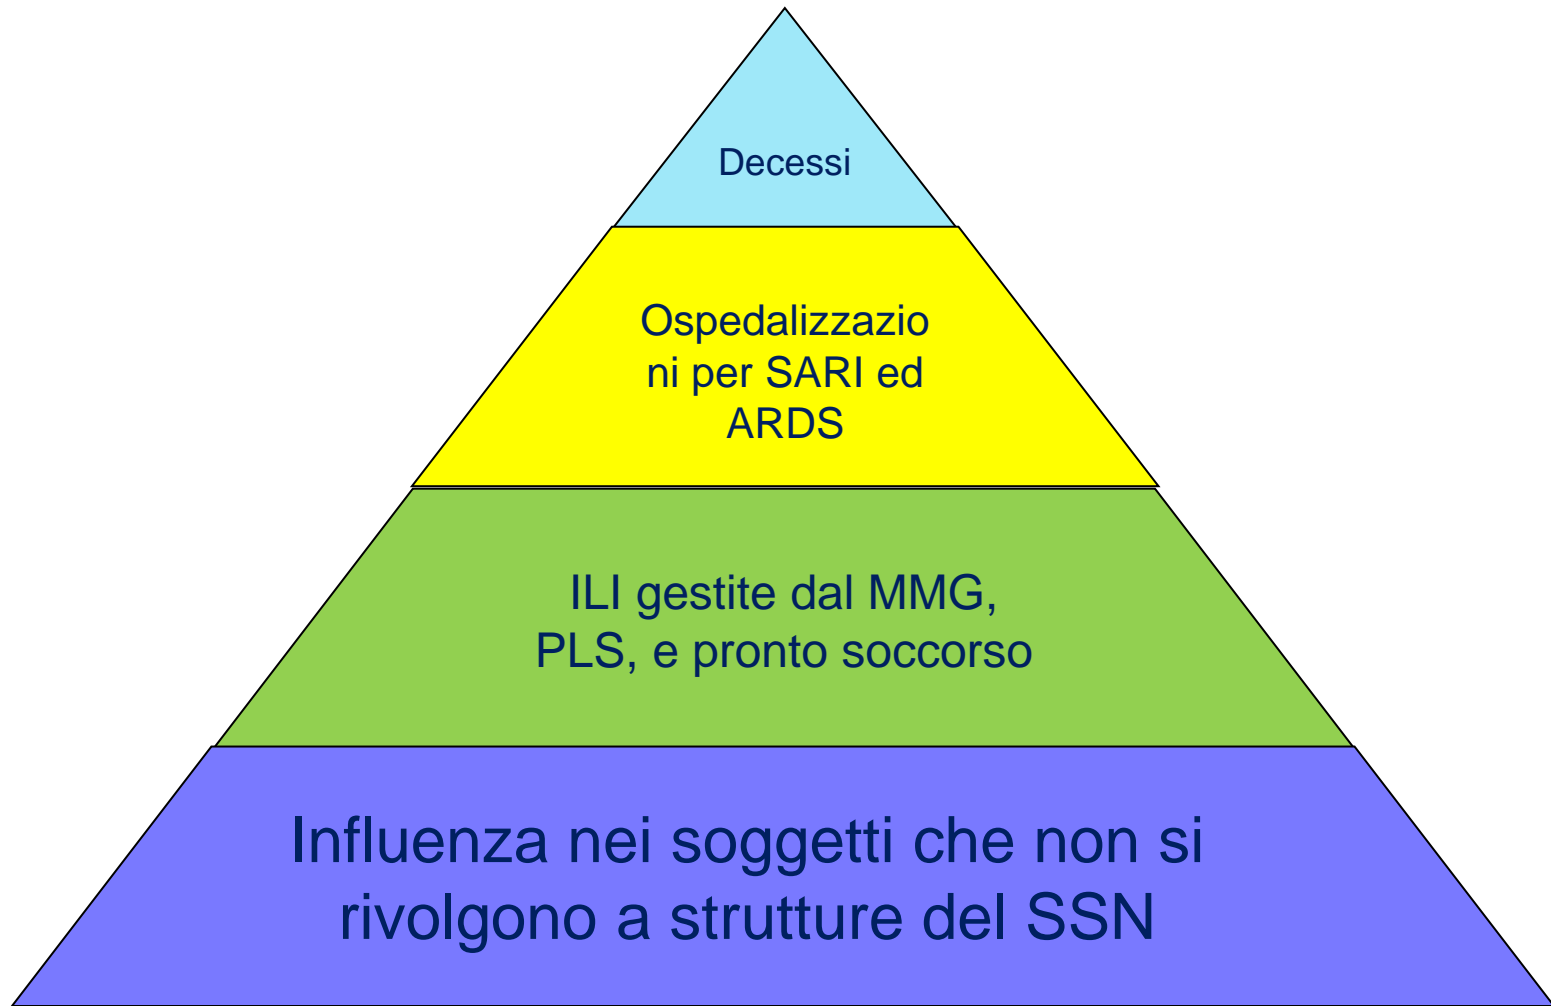 Decessi
Ospedalizzazio
ni per SARI ed
ARDS
ILI gestite dal MMG,
PLS, e pronto soccorso
Influenza nei soggetti che non si
rivolgono a strutture del SSN